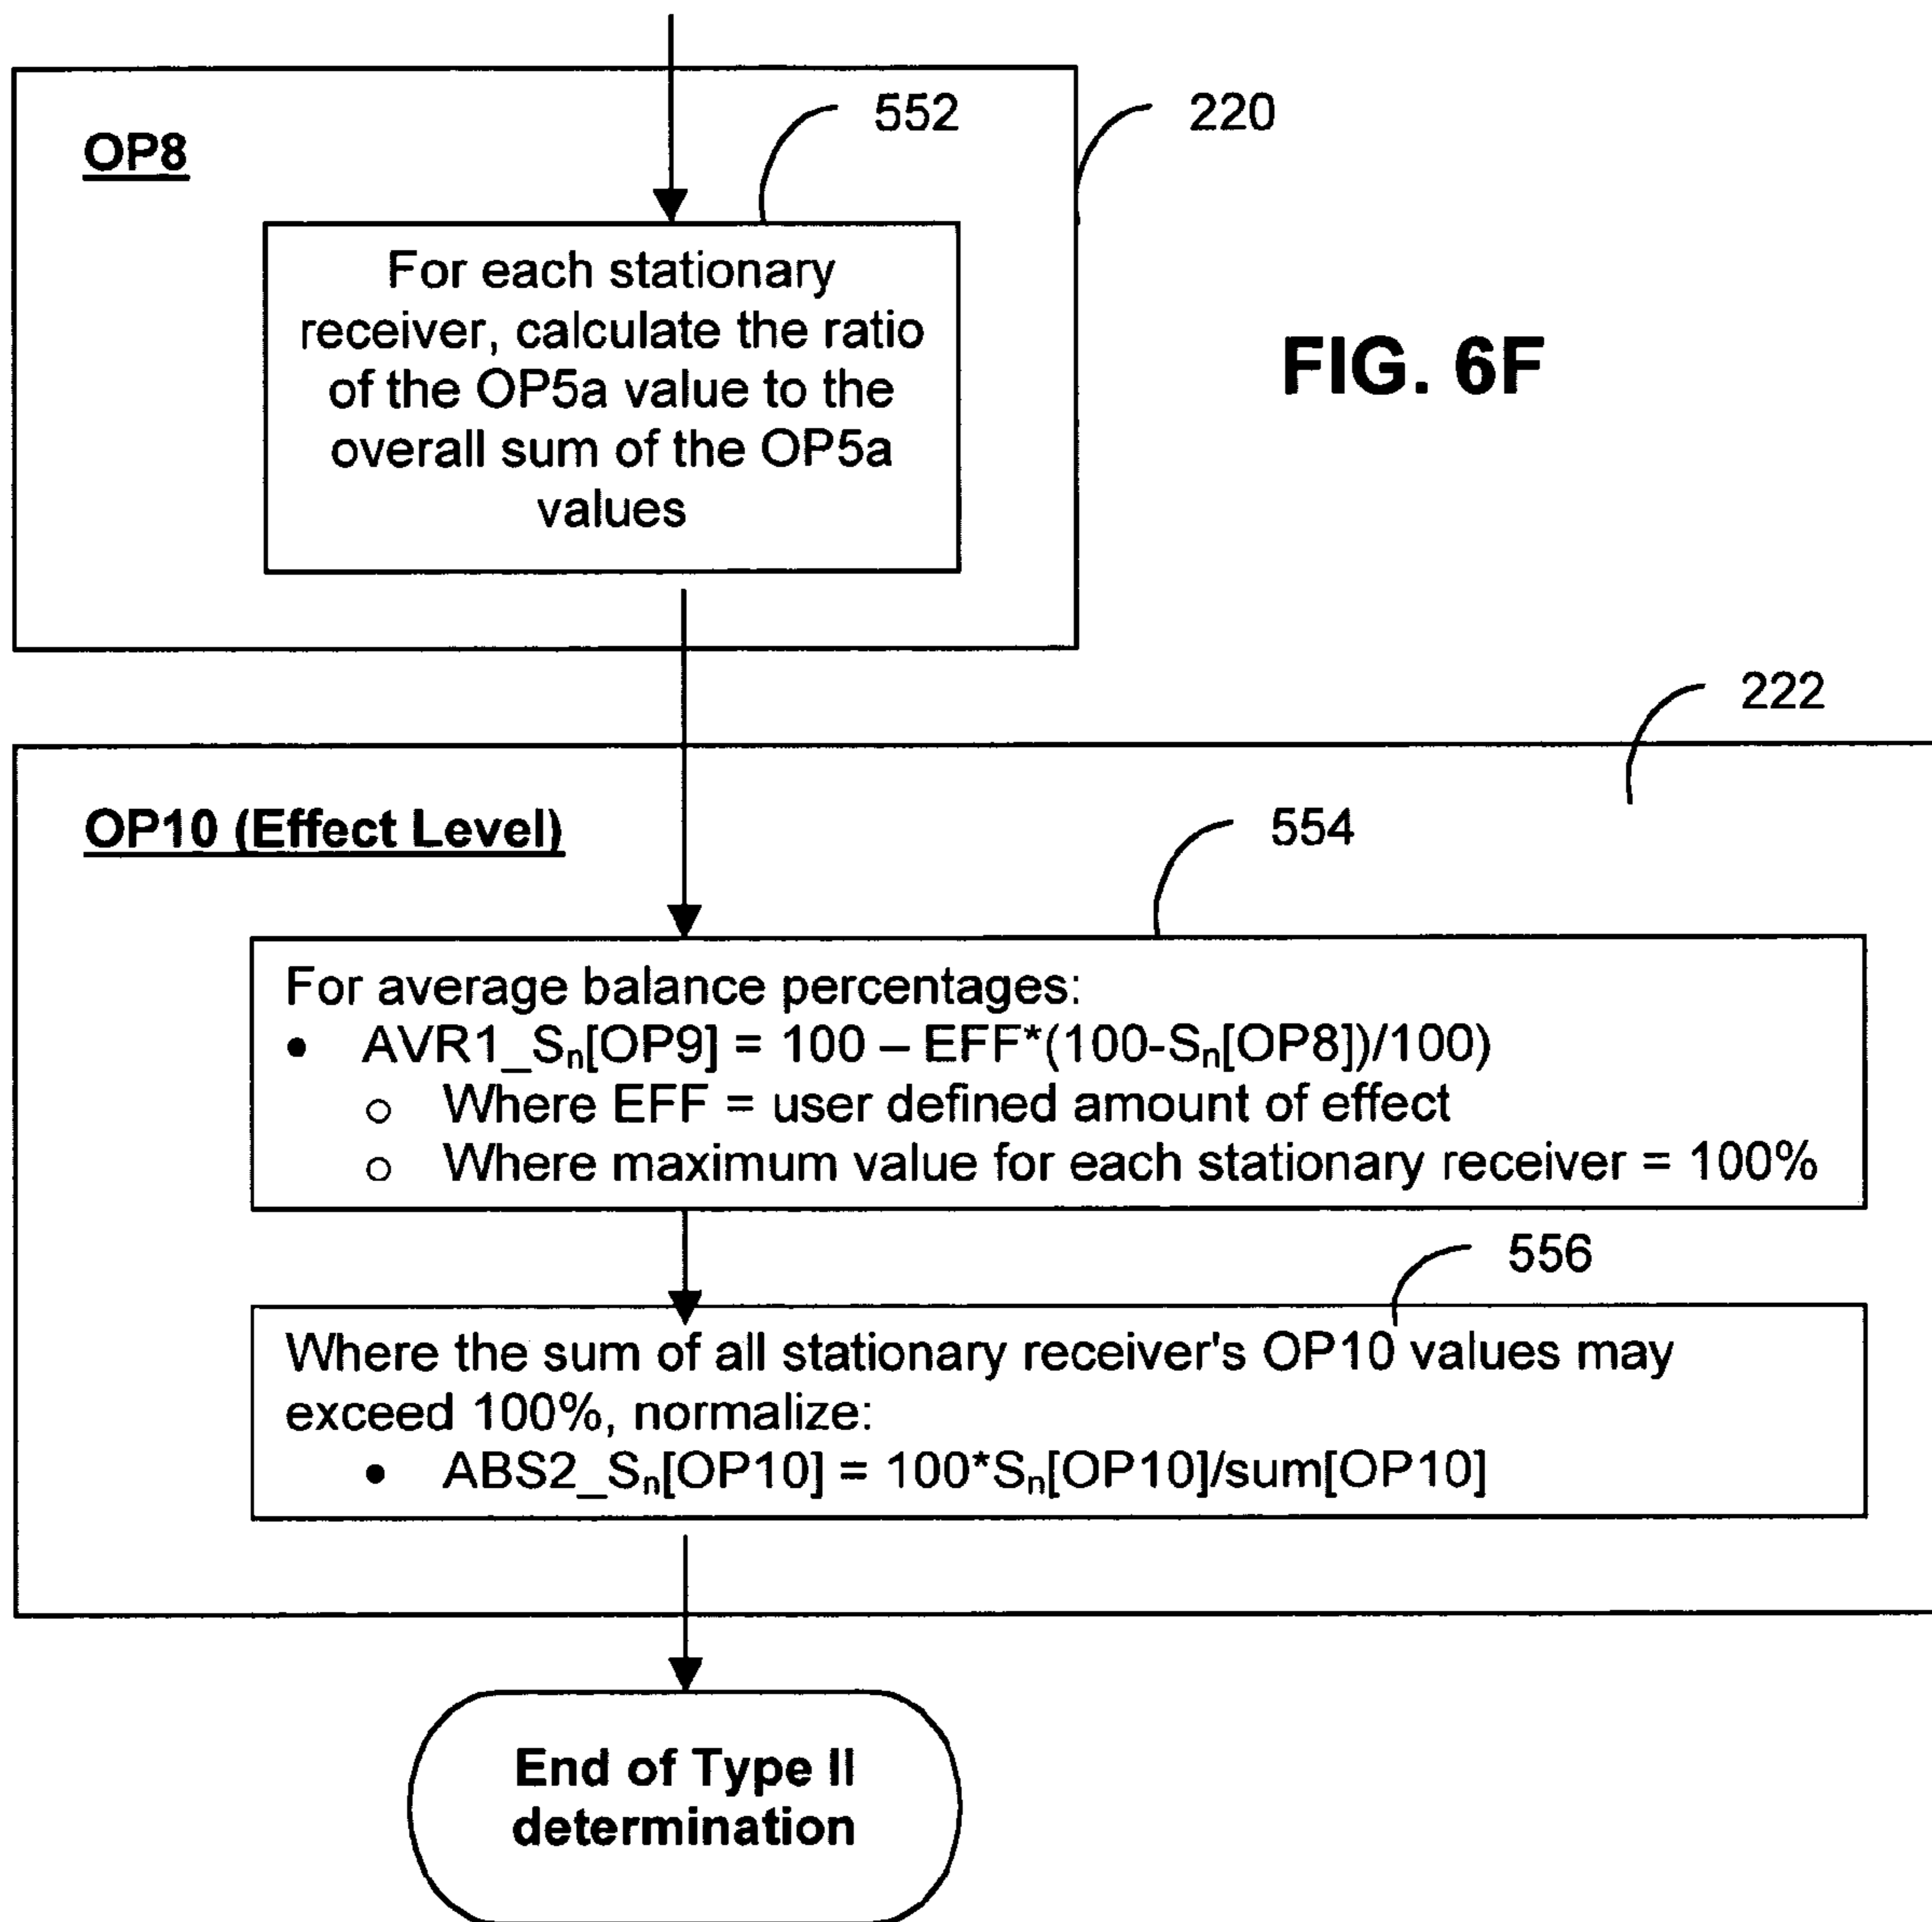 552
220
OP8
For each stationary
receiver, calculate the ratio
of the OP5a value to the
overall sum of the OP5a
values
FIG. 6F
222
OP10 (Effect Level)
554
For average balance percentages:
• AVR1_Sₙ[OP9] = 100 – EFF*(100-Sₙ[OP8])/100)
○ Where EFF = user defined amount of effect
○ Where maximum value for each stationary receiver = 100%
556
Where the sum of all stationary receiver's OP10 values may
exceed 100%, normalize:
• ABS2_Sₙ[OP10] = 100*Sₙ[OP10]/sum[OP10]
End of Type II
determination